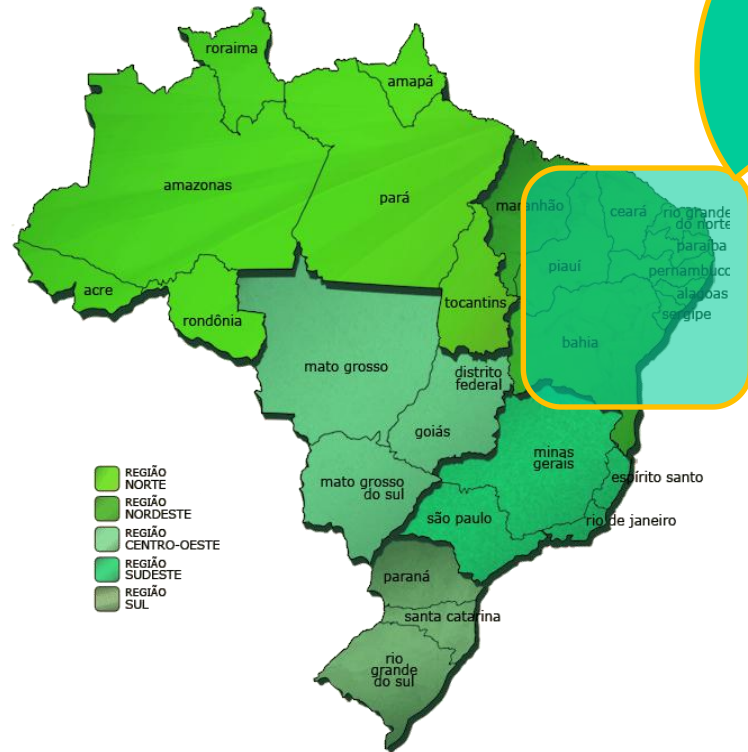 roraima
amapá
amazonas
pará
maranhão
ceará
rio grande
do norte
paraíba
piauí
pernambuco
acre
alagoas
tocantins
sergipe
rondônia
bahia
mato grosso
distrito
federal
goiás
minas
gerais
REGIÃO
NORTE
mato grosso
do sul
espírito santo
REGIÃO
NORDESTE
são paulo
rio de janeiro
REGIÃO
CENTRO-OESTE
REGIÃO
SUDESTE
paraná
REGIÃO
SUL
santa catarina
rio
grande
do sul